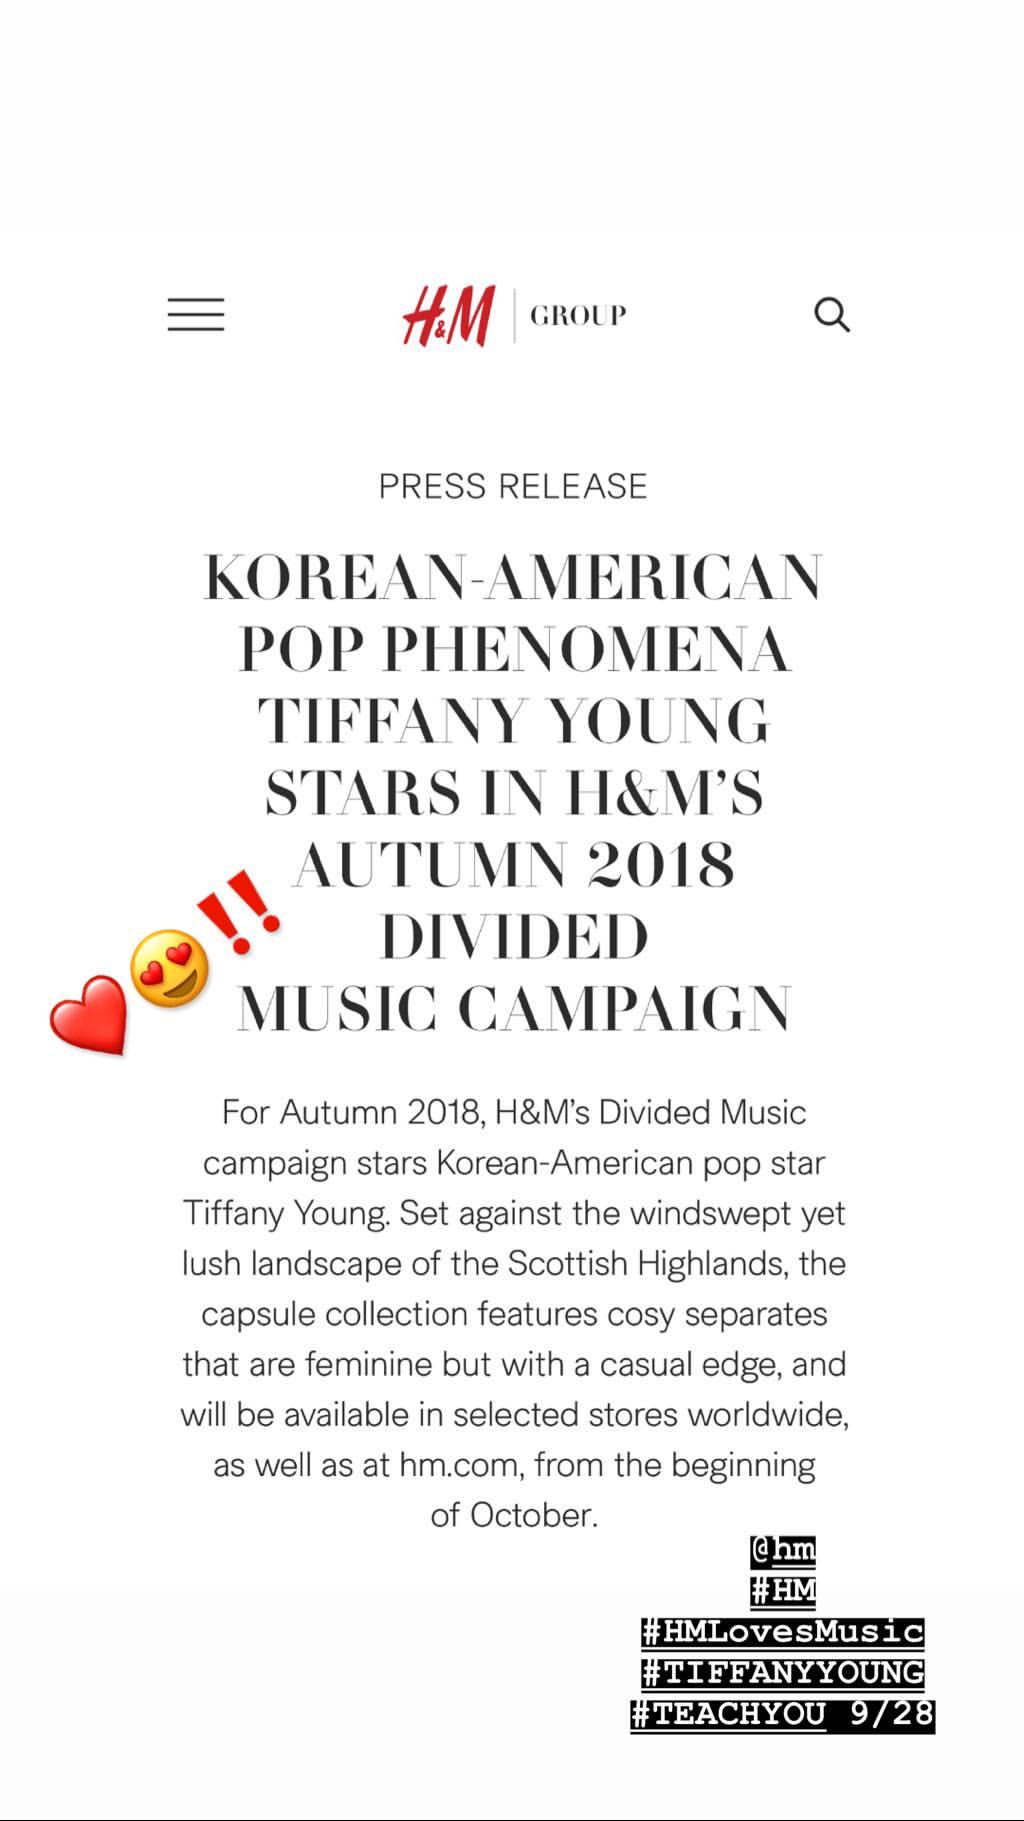 H&M GROUP
PRESS RELEASE
KOREAN-AMERICAN
POP PHENOMENA
TIFFANY YOUNG
STARS IN H&M’S
AUTUMN 2018
DIVIDED
MUSIC CAMPAIGN
For Autumn 2018, H&M’s Divided Music
campaign stars Korean-American pop star
Tiffany Young. Set against the windswept yet
lush landscape of the Scottish Highlands, the
capsule collection features cosy separates
that are feminine but with a casual edge, and
will be available in selected stores worldwide,
as well as at hm.com, from the beginning
of October.
@hm
#HM
#HMLovesMusic
#TIFFANYYOUNG
#TEACHYOU 9/28